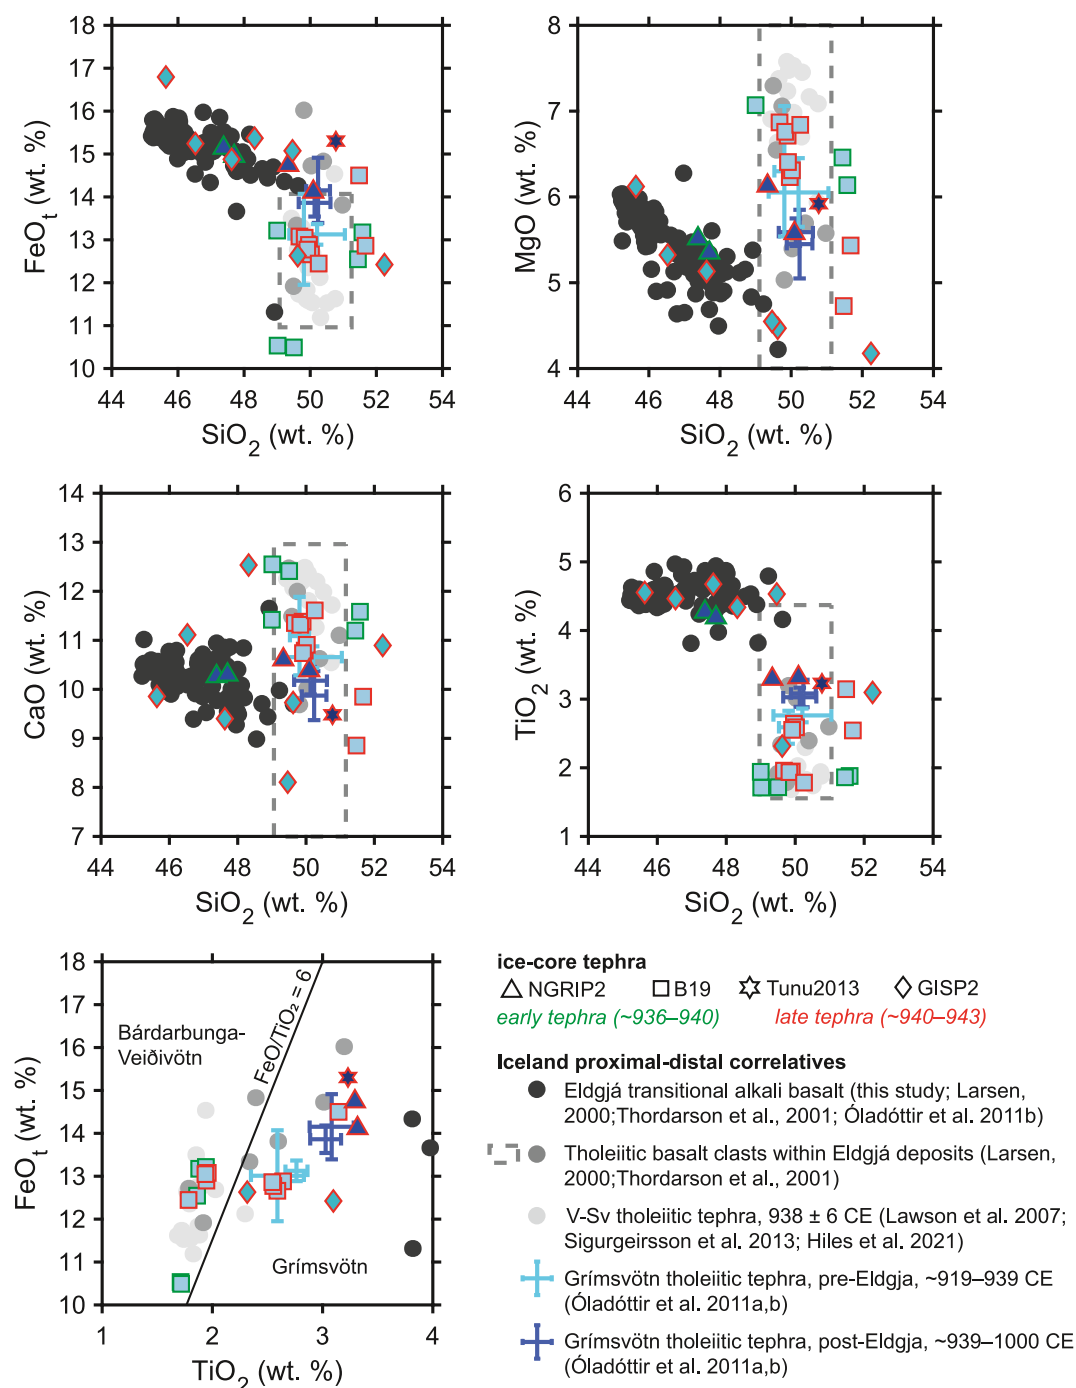 18
17
16
15
14
13
12
11
10
FeOt (wt. %)
44 46 48 50 52 54
SiO2 (wt. %)
8
7
6
5
4
MgO (wt. %)
44 46 48 50 52 54
SiO2 (wt. %)
14
13
12
11
10
9
8
7
CaO (wt. %)
44 46 48 50 52 54
SiO2 (wt. %)
6
5
4
3
2
1
TiO2 (wt. %)
44 46 48 50 52 54
SiO2 (wt. %)
18
17
16
15
14
13
12
11
10
FeOt (wt. %)
Bárdarbunga-
Veiðivötn
FeO/TiO2 = 6
Grímsvötn
1 2 3 4
TiO2 (wt. %)
ice-core tephra
NGRIP2 B19 Tunu2013 GISP2
early tephra (~936–940) late tephra (~940–943)
Iceland proximal-distal correlatives
Eldgjá transitional alkali basalt (this study; Larsen,
2000;Thordarson et al., 2001; Óladóttir et al. 2011b)
Tholeiitic basalt clasts within Eldgjá deposits (Larsen,
2000;Thordarson et al., 2001)
V-Sv tholeiitic tephra, 938 ± 6 CE (Lawson et al. 2007;
Sigurgeirsson et al. 2013; Hiles et al. 2021)
Grímsvötn tholeiitic tephra, pre-Eldgja, ~919–939 CE
(Óladóttir et al. 2011a,b)
Grímsvötn tholeiitic tephra, post-Eldgja, ~939–1000 CE
(Óladóttir et al. 2011a,b)